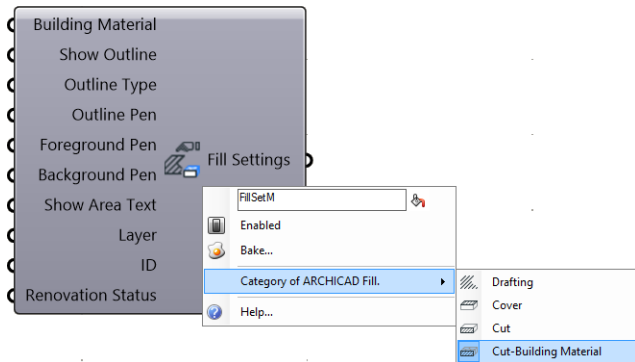 Building Material
Show Outline
Outline Type
Outline Pen
Foreground Pen
Background Pen
Show Area Text
Layer
ID
Renovation Status
Fill Settings
FillSetM
Enabled
Bake...
Category of ARCHICAD Fill.
Help...
Drafting
Cover
Cut
Cut-Building Material